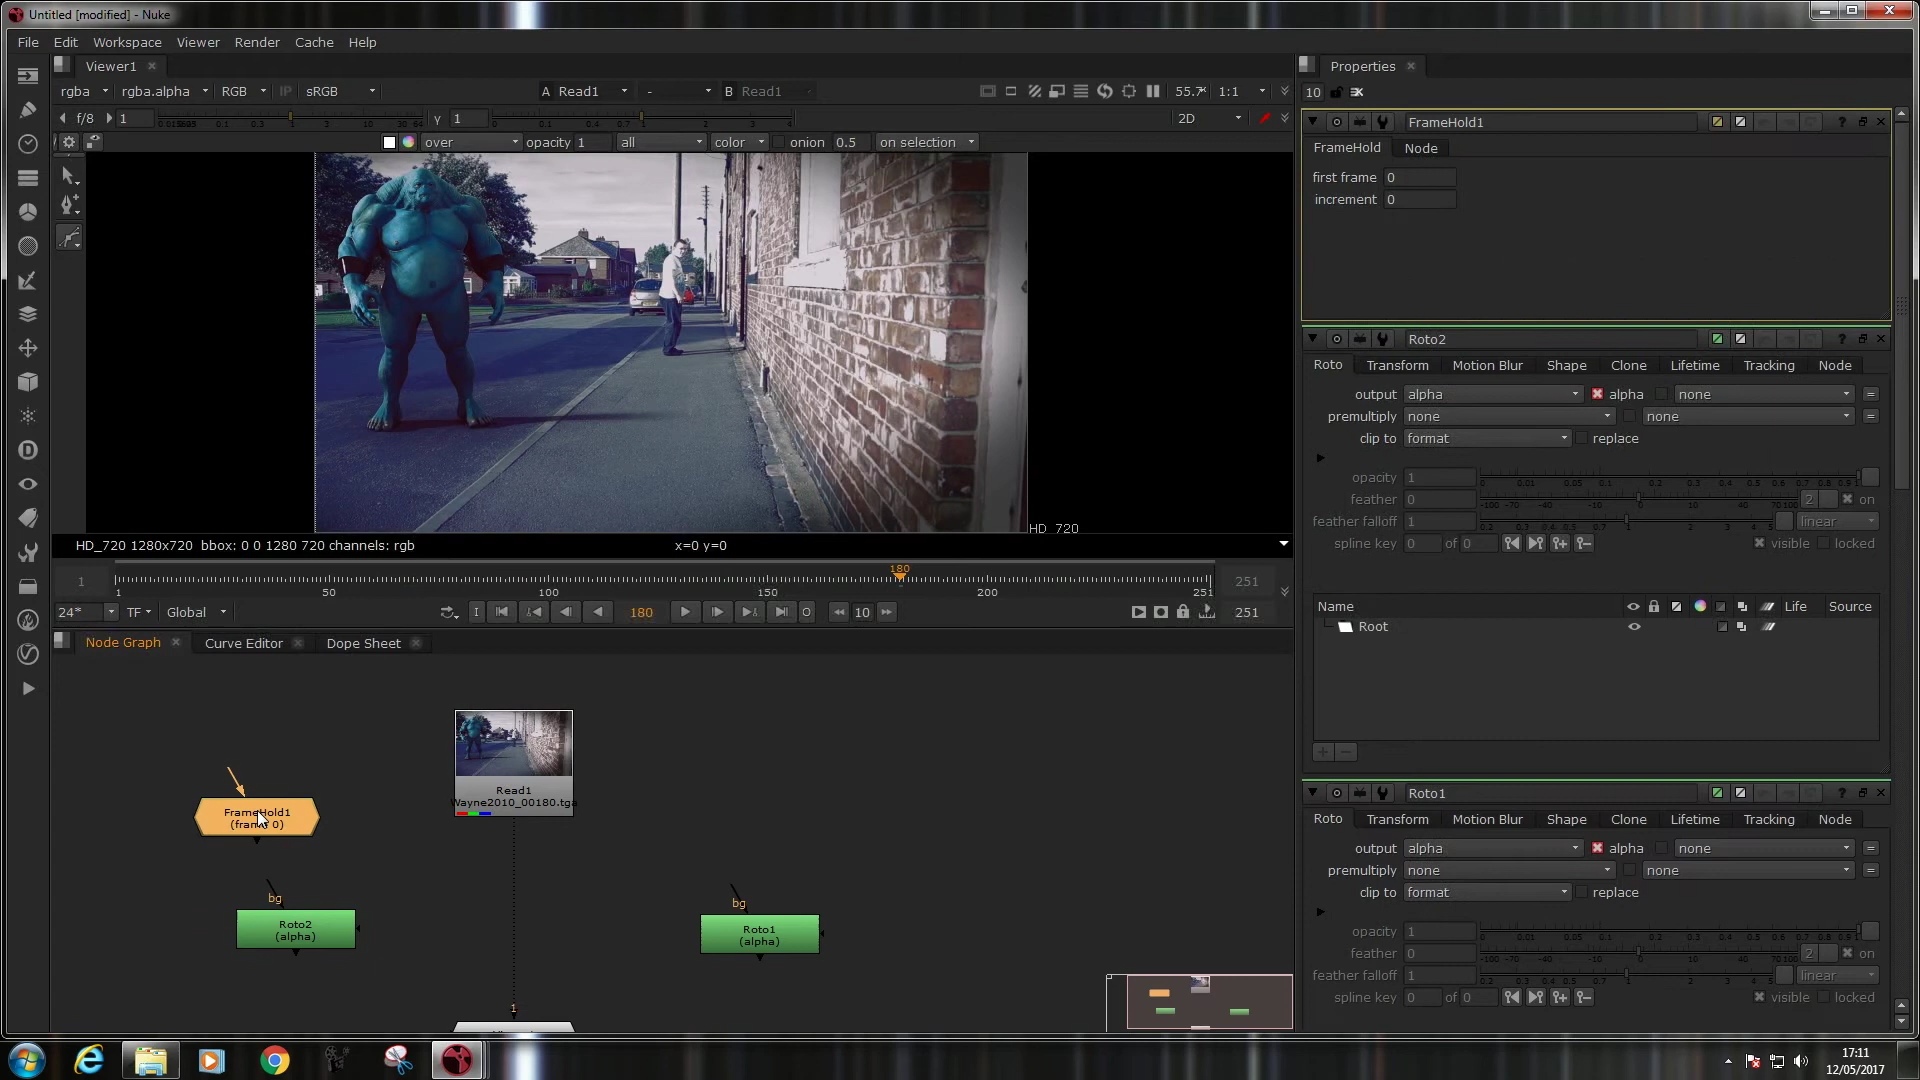 Untitled [modified] - Nuke
File Edit Workspace Viewer Render Cache Help
Viewer1
Properties
rgba rgba.alpha RGB IP sRGB A Read1 - B Read1 55.7 1:1
10
f/8 1 y 1 2D
over opacity 1 all color onion 0.5 on selection
FrameHold1
FrameHold Node
first frame 0
increment 0
HD_720
HD_720 1280x720 bbox: 0 0 1280 720 channels: rgb x=0 y=0
Roto2
Roto Transform Motion Blur Shape Clone Lifetime Tracking Node
output alpha alpha none =
premultiply none none =
clip to format replace
opacity 1
feather 0 2 on
feather falloff 1 linear
spline key 0 of 0 visible locked
Name Life Source
Root
1 180 251
1 50 100 150 200 251
24* TF Global I 180 O 10 251
Node Graph Curve Editor Dope Sheet
Read1
Wayne2010_00180.tga
FrameHold1
(frame 0)
bg
Roto2
(alpha)
bg
Roto1
(alpha)
1
Roto1
Roto Transform Motion Blur Shape Clone Lifetime Tracking Node
output alpha alpha none =
premultiply none none =
clip to format replace
opacity 1
feather 0 2 on
feather falloff 1 linear
spline key 0 of 0 visible locked
17:11
12/05/2017